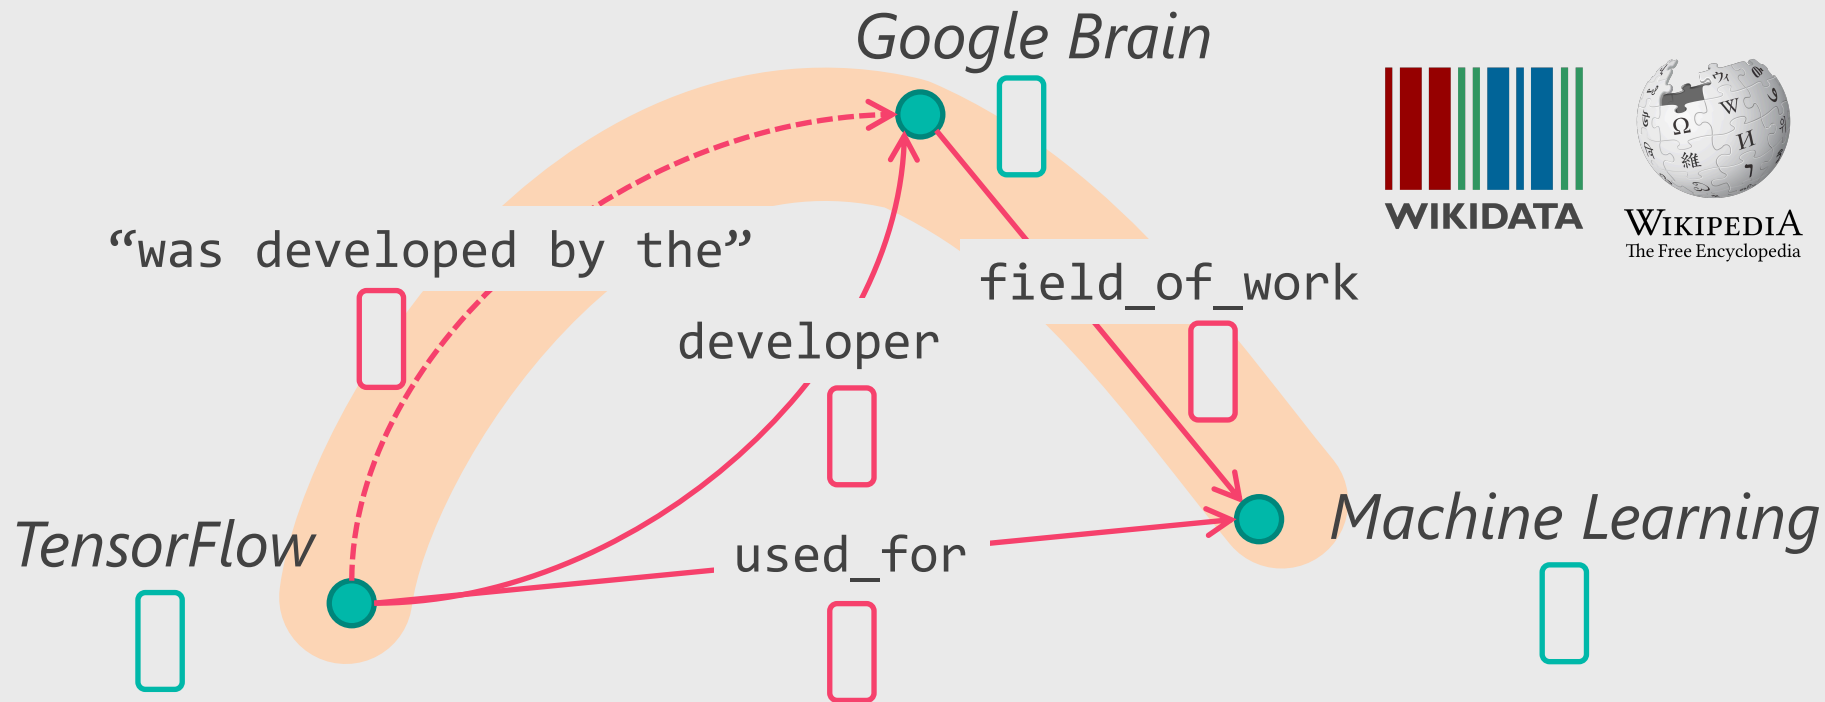 Google Brain
WIKIDATA
WIKIPEDIA
The Free Encyclopedia
“was developed by the”
field_of_work
developer
TensorFlow
Machine Learning
used_for